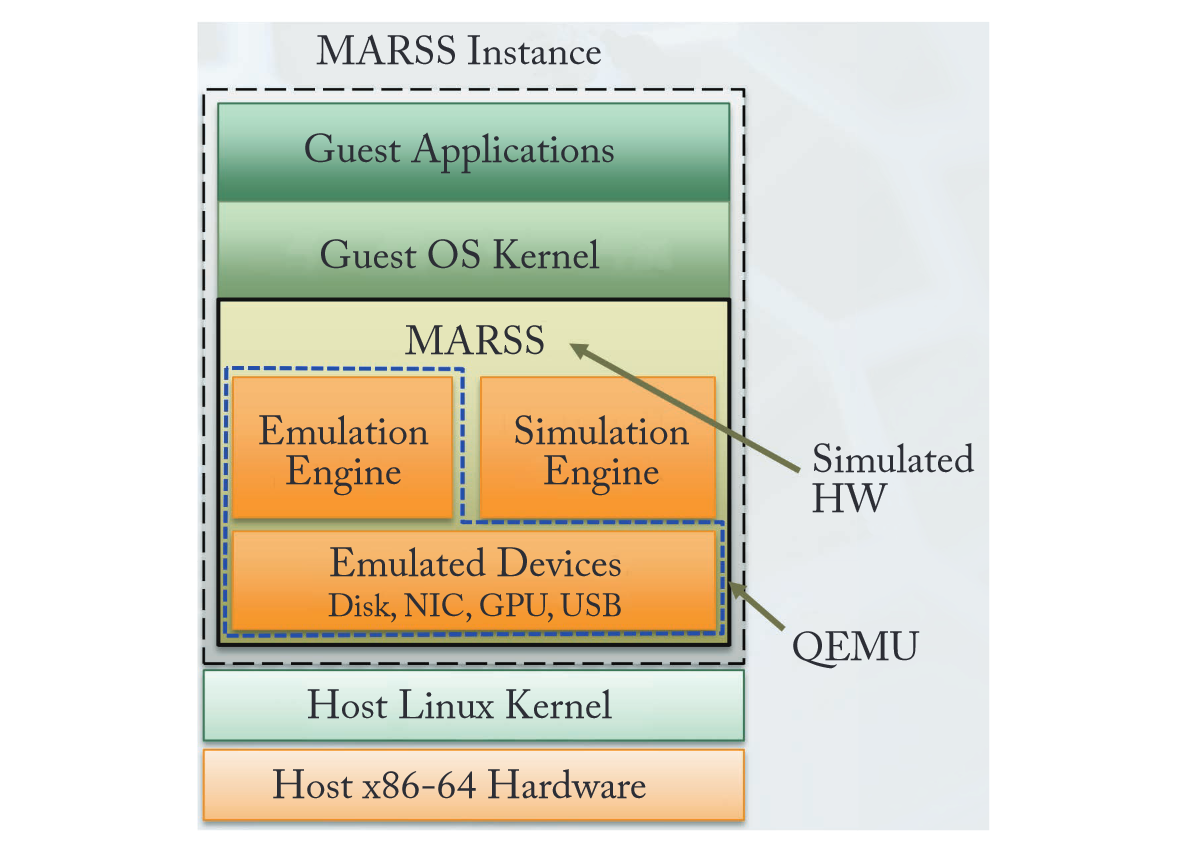 MARSS Instance
Guest Applications
Guest OS Kernel
MARSS
Emulation
Engine
Simulation
Engine
Simulated
HW
Emulated Devices
Disk, NIC, GPU, USB
QEMU
Host Linux Kernel
Host x86-64 Hardware